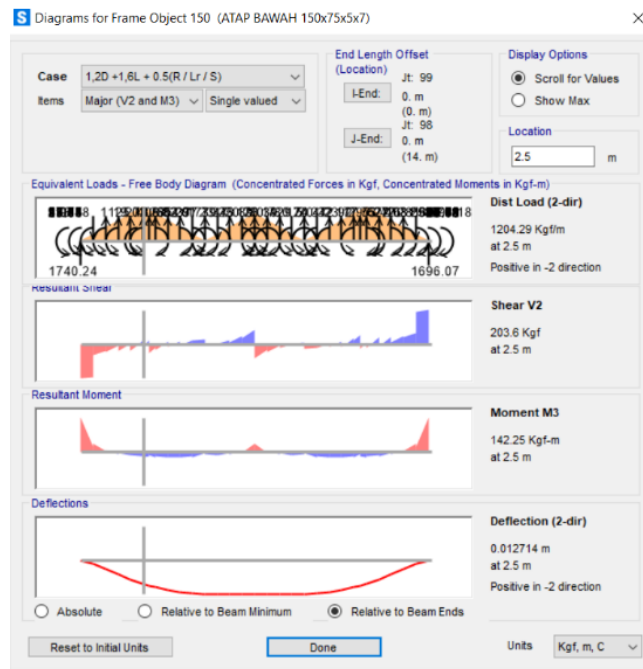 S Diagrams for Frame Object 150 (ATAP BAWAH 150x75x5x7)
Case 1,2D +1,6L + 0.5(R / Lr / S)
Items Major (V2 and M3) Single valued
End Length Offset
(Location)
I-End:
Jt: 99
0. m
(0. m)
J-End:
Jt: 98
0. m
(14. m)
Display Options
Scroll for Values
Show Max
Location
2.5 m
Equivalent Loads - Free Body Diagram (Concentrated Forces in Kgf, Concentrated Moments in Kgf-m)
1740.24
1696.07
Dist Load (2-dir)
1204.29 Kgf/m
at 2.5 m
Positive in -2 direction
Resultant Shear
Shear V2
203.6 Kgf
at 2.5 m
Resultant Moment
Moment M3
142.25 Kgf-m
at 2.5 m
Deflections
Deflection (2-dir)
0.012714 m
at 2.5 m
Positive in -2 direction
Absolute Relative to Beam Minimum Relative to Beam Ends
Reset to Initial Units Done Units Kgf, m, C